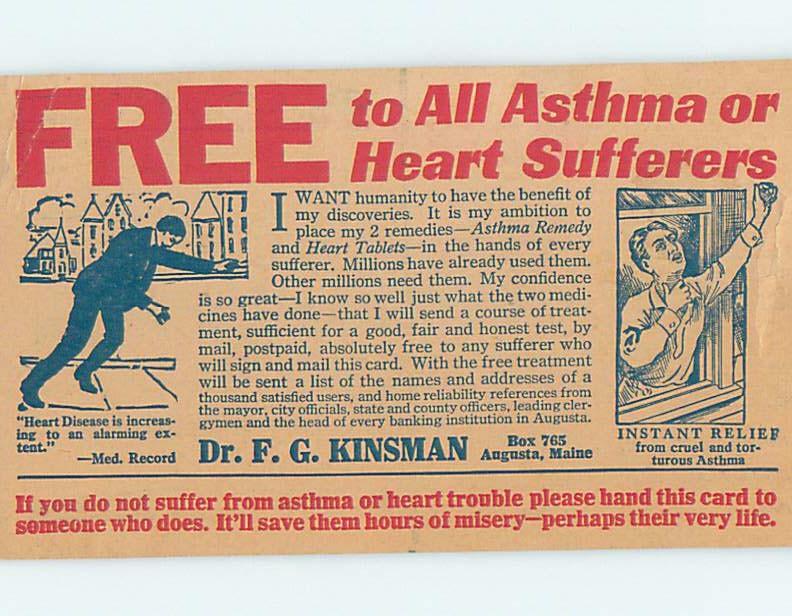 FREE to All Asthma or
Heart Sufferers
I WANT humanity to have the benefit of
my discoveries. It is my ambition to
place my 2 remedies—Asthma Remedy
and Heart Tablets—in the hands of every
sufferer. Millions have already used them.
Other millions need them. My confidence
is so great—I know so well just what the two medi-
cines have done—that I will send a course of treat-
ment, sufficient for a good, fair and honest test, by
mail, postpaid, absolutely free to any sufferer who
will sign and mail this card. With the free treatment
will be sent a list of the names and addresses of a
thousand satisfied users, and home reliability references from
the mayor, city officials, state and county officers, leading cler-
gymen and the head of every banking institution in Augusta.
"Heart Disease is increas-
ing to an alarming ex-
tent."
—Med. Record
Dr. F. G. KINSMAN
Box 765
Augusta, Maine
INSTANT RELIEF
from cruel and tor-
turous Asthma
If you do not suffer from asthma or heart trouble please hand this card to
someone who does. It'll save them hours of misery—perhaps their very life.